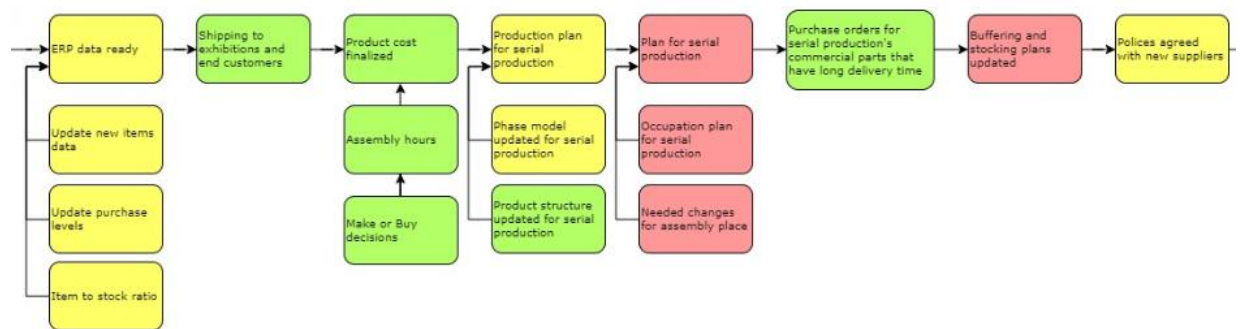 ERP data ready
Shipping to
exhibitions and
end customers
Product cost
finalized
Production plan
for serial
production
Plan for serial
production
Purchase orders for
serial production's
commercial parts that
have long delivery time
Buffering and
stocking plans
updated
Polices agreed
with new suppliers
Update new items
data
Assembly hours
Phase model
updated for serial
production
Occupation plan
for serial
production
Update purchase
levels
Make or Buy
decisions
Product structure
updated for serial
production
Needed changes
for assembly place
Item to stock ratio